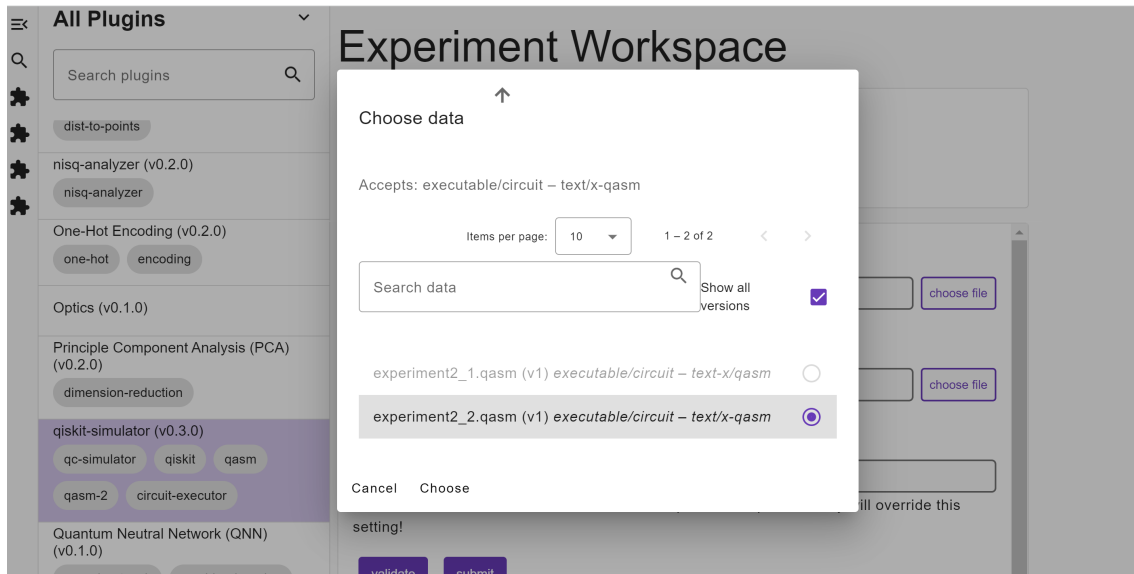 All Plugins
Search plugins
dist-to-points
nisq-analyzer (v0.2.0)
nisq-analyzer
One-Hot Encoding (v0.2.0)
one-hot encoding
Optics (v0.1.0)
Principle Component Analysis (PCA)
(v0.2.0)
dimension-reduction
qiskit-simulator (v0.3.0)
qc-simulator qiskit qasm
qasm-2 circuit-executor
Quantum Neural Network (QNN)
(v0.1.0)
Experiment Workspace
Choose data
Accepts: executable/circuit – text/x-qasm
Items per page: 10 1 – 2 of 2
Search data
Show all
versions
experiment2_1.qasm (v1) executable/circuit – text-x/qasm
experiment2_2.qasm (v1) executable/circuit – text/x-qasm
Cancel Choose
choose file
choose file
will override this
setting!
validate submit